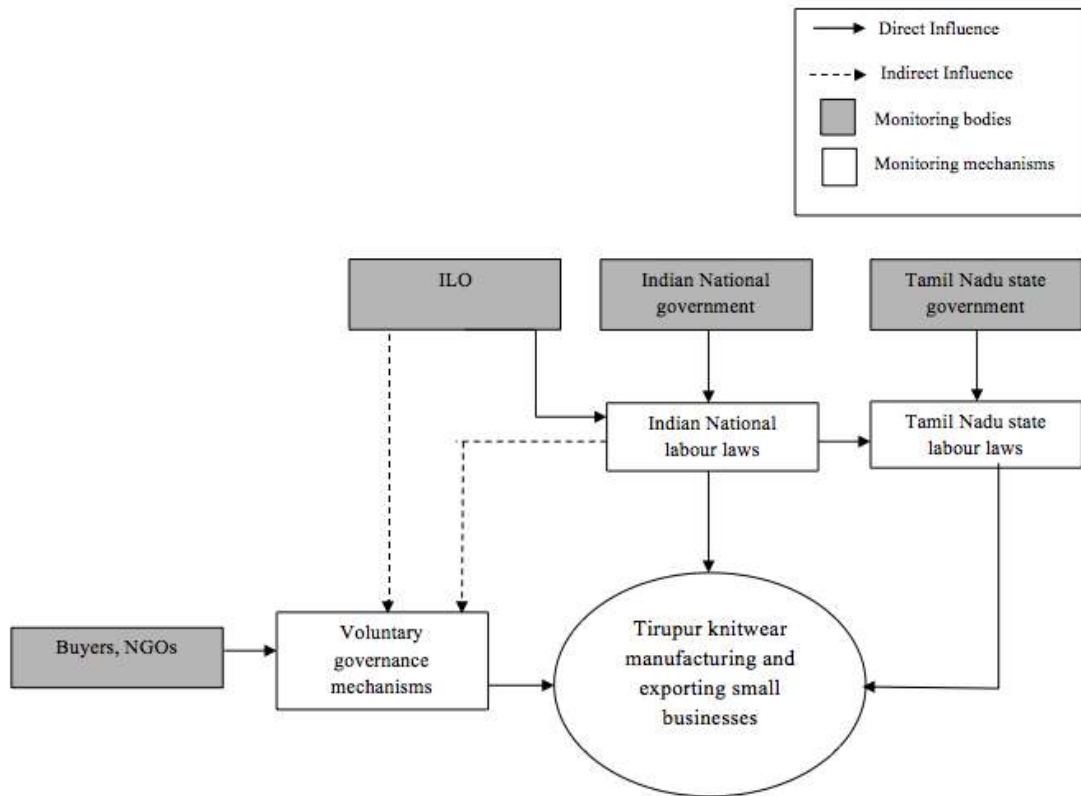 Direct Influence
Indirect Influence
Monitoring bodies
Monitoring mechanisms
ILO
Indian National
government
Tamil Nadu state
government
Indian National
labour laws
Tamil Nadu state
labour laws
Buyers, NGOs
Voluntary
governance
mechanisms
Tirupur knitwear
manufacturing and
exporting small
businesses